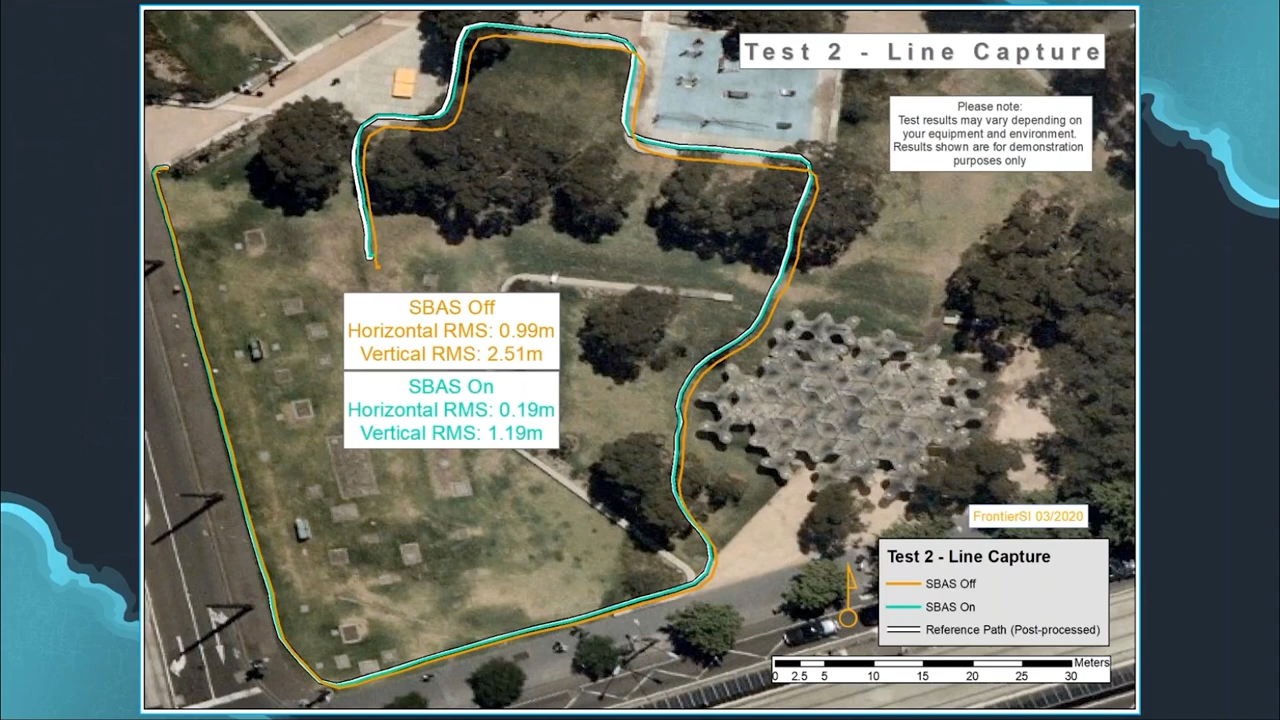 Test 2 - Line Capture
Please note:
Test results may vary depending on
your equipment and environment.
Results shown are for demonstration
purposes only
SBAS Off
Horizontal RMS: 0.99m
Vertical RMS: 2.51m
SBAS On
Horizontal RMS: 0.19m
Vertical RMS: 1.19m
FrontierSI 03/2020
Test 2 - Line Capture
SBAS Off
SBAS On
Reference Path (Post-processed)
Meters
0 2.5 5 10 15 20 25 30